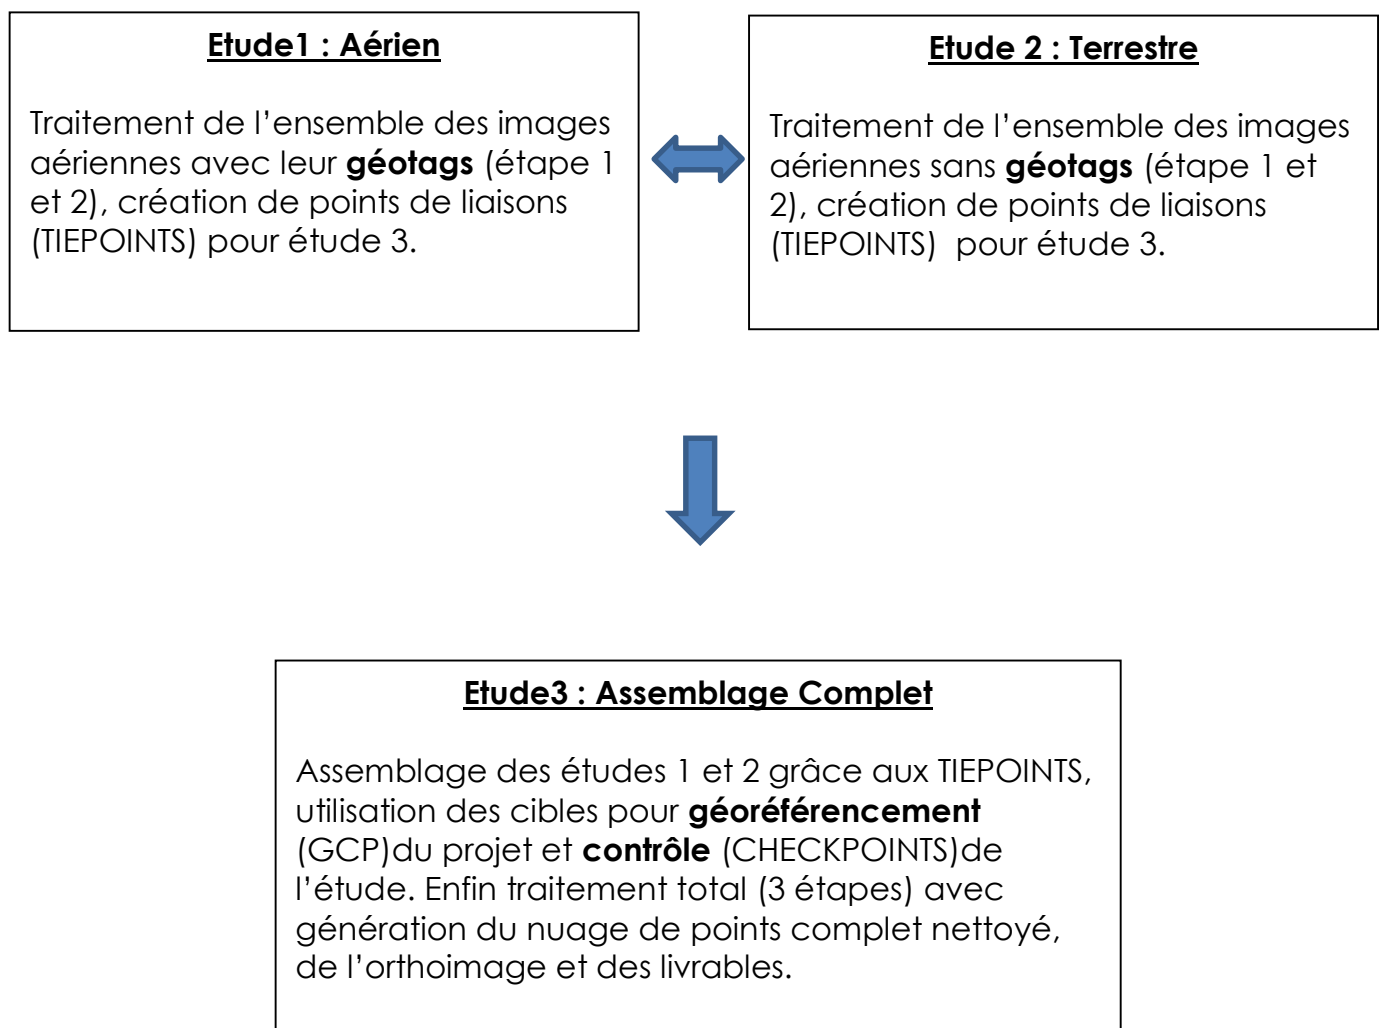 Etude1 : Aérien
Traitement de l’ensemble des images
aériennes avec leur géotags (étape 1
et 2), création de points de liaisons
(TIEPOINTS) pour étude 3.
Etude 2 : Terrestre
Traitement de l’ensemble des images
aériennes sans géotags (étape 1 et
2), création de points de liaisons
(TIEPOINTS)  pour étude 3.
Etude3 : Assemblage Complet
Assemblage des études 1 et 2 grâce aux TIEPOINTS,
utilisation des cibles pour géoréférencement
(GCP)du projet et contrôle (CHECKPOINTS)de
l’étude. Enfin traitement total (3 étapes) avec
génération du nuage de points complet nettoyé,
de l’orthoimage et des livrables.